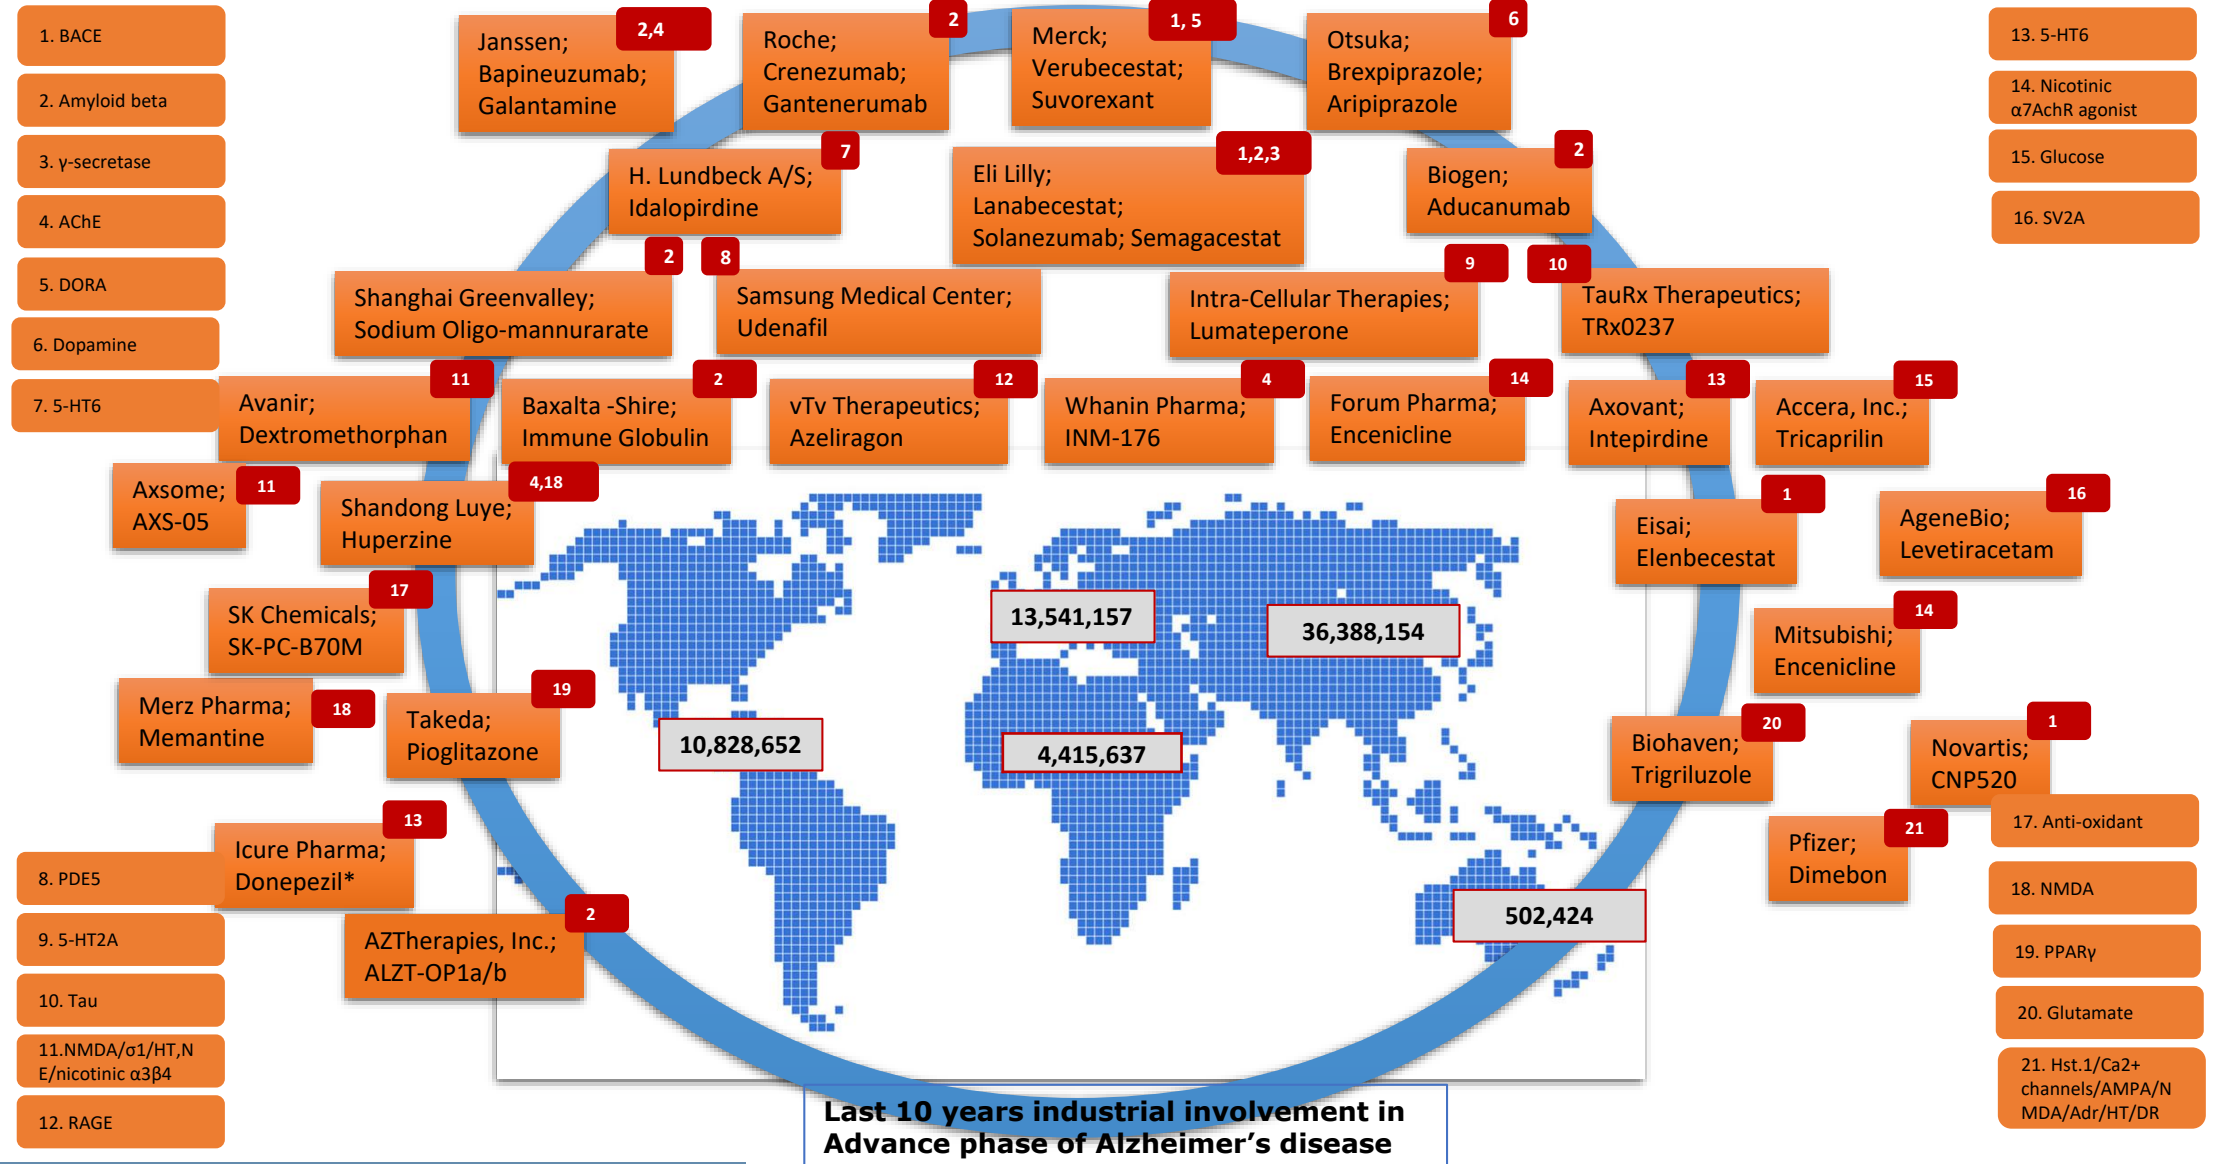 1. BACE
2. Amyloid beta
3. γ-secretase
4. AChE
5. DORA
6. Dopamine
7. 5-HT6
2,4
Janssen;
Bapineuzumab;
Galantamine
2
Roche;
Crenezumab;
Gantenerumab
1, 5
Merck;
Verubecestat;
Suvorexant
6
Otsuka;
Brexpiprazole;
Aripiprazole
13. 5-HT6
14. Nicotinic
α7AchR agonist
15. Glucose
16. SV2A
7
H. Lundbeck A/S;
Idalopirdine
1,2,3
Eli Lilly;
Lanabecestat;
Solanezumab; Semagacestat
2
Biogen;
Aducanumab
2
Shanghai Greenvalley;
Sodium Oligo-mannurarate
8
Samsung Medical Center;
Udenafil
9
Intra-Cellular Therapies;
Lumateperone
10
TauRx Therapeutics;
TRx0237
11
Avanir;
Dextromethorphan
2
Baxalta -Shire;
Immune Globulin
12
vTv Therapeutics;
Azeliragon
4
Whanin Pharma;
INM-176
14
Forum Pharma;
Encenicline
13
Axovant;
Intepirdine
15
Accera, Inc.;
Tricaprilin
11
Axsome;
AXS-05
4,18
Shandong Luye;
Huperzine
1
Eisai;
Elenbecestat
16
AgeneBio;
Levetiracetam
17
SK Chemicals;
SK-PC-B70M
13,541,157
36,388,154
14
Mitsubishi;
Encenicline
18
Merz Pharma;
Memantine
19
Takeda;
Pioglitazone
10,828,652
4,415,637
20
Biohaven;
Trigriluzole
1
Novartis;
CNP520
13
Icure Pharma;
Donepezil*
21
Pfizer;
Dimebon
2
AZTherapies, Inc.;
ALZT-OP1a/b
502,424
8. PDE5
9. 5-HT2A
10. Tau
11.NMDA/σ1/HT,N
E/nicotinic α3β4
12. RAGE
17. Anti-oxidant
18. NMDA
19. PPARγ
20. Glutamate
21. Hst.1/Ca2+
channels/AMPA/N
MDA/Adr/HT/DR
Last 10 years industrial involvement in
Advance phase of Alzheimer's disease